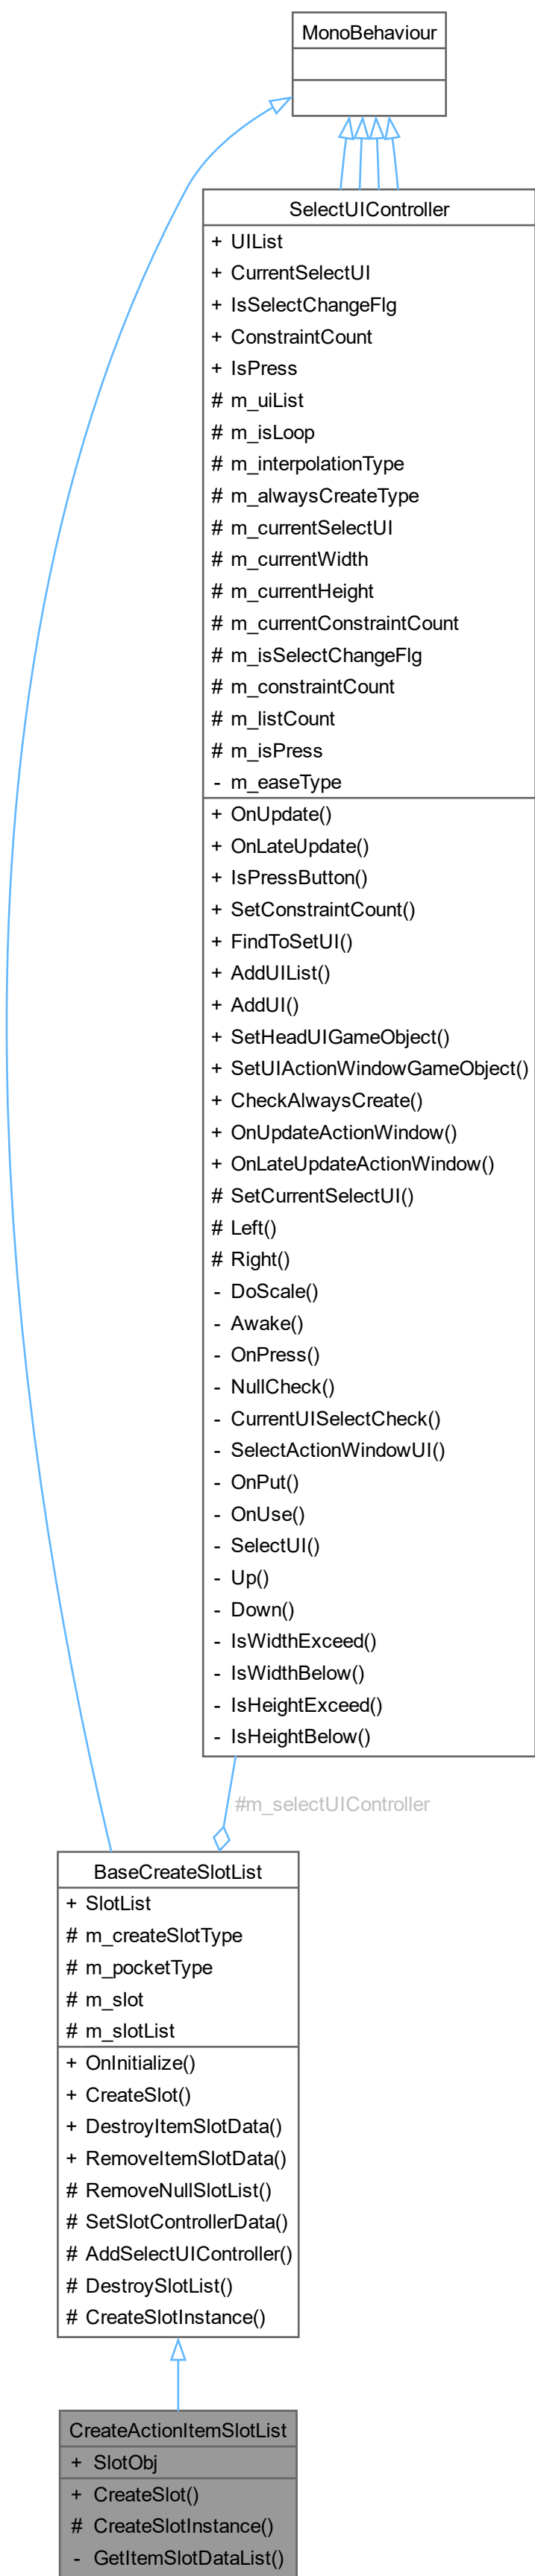 MonoBehaviour
SelectUIController
+ UIList
+ CurrentSelectUI
+ IsSelectChangeFlg
+ ConstraintCount
+ IsPress
# m_uiList
# m_isLoop
# m_interpolationType
# m_alwaysCreateType
# m_currentSelectUI
# m_currentWidth
# m_currentHeight
# m_currentConstraintCount
# m_isSelectChangeFlg
# m_constraintCount
# m_listCount
# m_isPress
- m_easeType
+ OnUpdate()
+ OnLateUpdate()
+ IsPressButton()
+ SetConstraintCount()
+ FindToSetUI()
+ AddUIList()
+ AddUI()
+ SetHeadUIGameObject()
+ SetUIActionWindowGameObject()
+ CheckAlwaysCreate()
+ OnUpdateActionWindow()
+ OnLateUpdateActionWindow()
# SetCurrentSelectUI()
# Left()
# Right()
- DoScale()
- Awake()
- OnPress()
- NullCheck()
- CurrentUISelectCheck()
- SelectActionWindowUI()
- OnPut()
- OnUse()
- SelectUI()
- Up()
- Down()
- IsWidthExceed()
- IsWidthBelow()
- IsHeightExceed()
- IsHeightBelow()
#m_selectUIController
BaseCreateSlotList
+ SlotList
# m_createSlotType
# m_pocketType
# m_slot
# m_slotList
+ OnInitialize()
+ CreateSlot()
+ DestroyItemSlotData()
+ RemoveItemSlotData()
# RemoveNullSlotList()
# SetSlotControllerData()
# AddSelectUIController()
# DestroySlotList()
# CreateSlotInstance()
CreateActionItemSlotList
+ SlotObj
+ CreateSlot()
# CreateSlotInstance()
- GetItemSlotDataList()